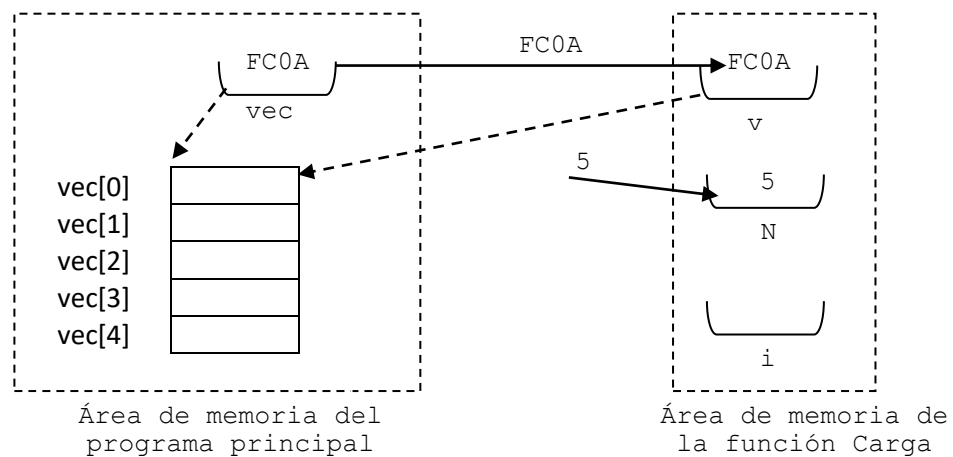 FC0A
FC0A
FC0A
vec
v
5
5
N
vec[0]
vec[1]
vec[2]
vec[3]
vec[4]
i
Área de memoria del
programa principal
Área de memoria de
la función Carga